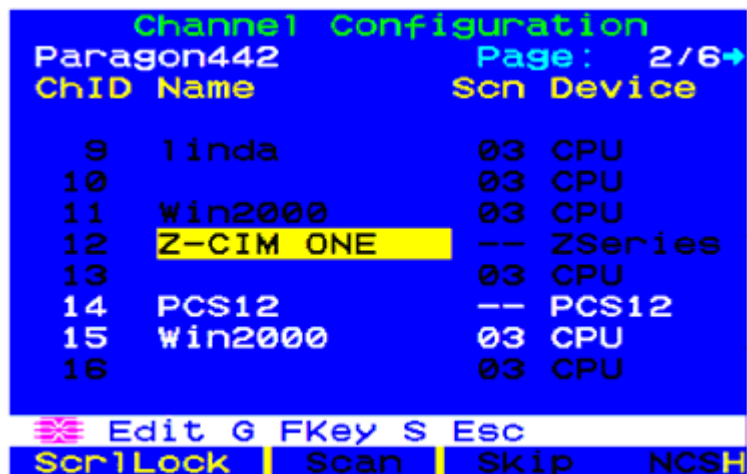 Channel Configuration
Paragon442 Page: 2/6→
ChID Name Scn Device
9 linda 03 CPU
10 03 CPU
11 Win2000 03 CPU
12 Z-CIM ONE -- ZSeries
13 03 CPU
14 PCS12 -- PCS12
15 Win2000 03 CPU
16 03 CPU
Edit G FKey S Esc
ScrlLock Scan Skip NCSH